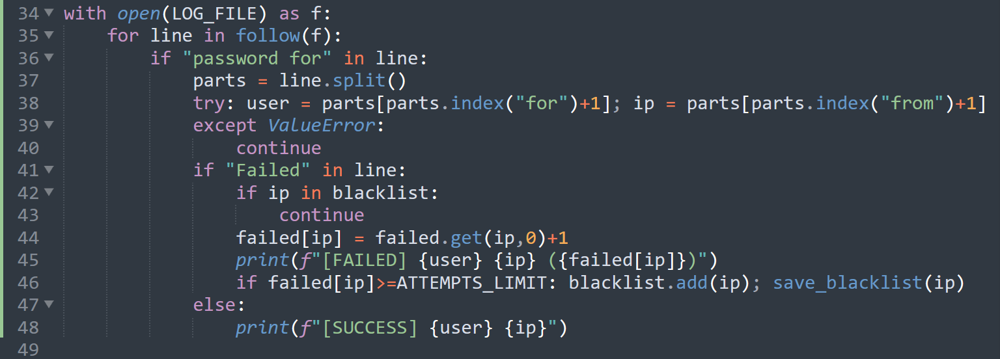 34 with open(LOG_FILE) as f:
35     for line in follow(f):
36         if "password for" in line:
37             parts = line.split()
38             try: user = parts[parts.index("for")+1]; ip = parts[parts.index("from")+1]
39             except ValueError:
40                 continue
41             if "Failed" in line:
42                 if ip in blacklist:
43                     continue
44                 failed[ip] = failed.get(ip,0)+1
45                 print(f"[FAILED] {user} {ip} ({failed[ip]})")
46                 if failed[ip]>=ATTEMPTS_LIMIT: blacklist.add(ip); save_blacklist(ip)
47             else:
48                 print(f"[SUCCESS] {user} {ip}")
49